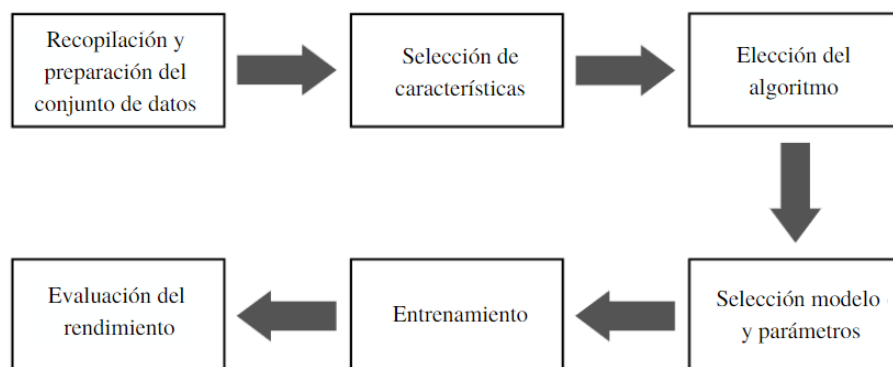 Recopilación y
preparación del
conjunto de datos
Selección de
características
Elección del
algoritmo
Selección modelo
y parámetros
Entrenamiento
Evaluación del
rendimiento